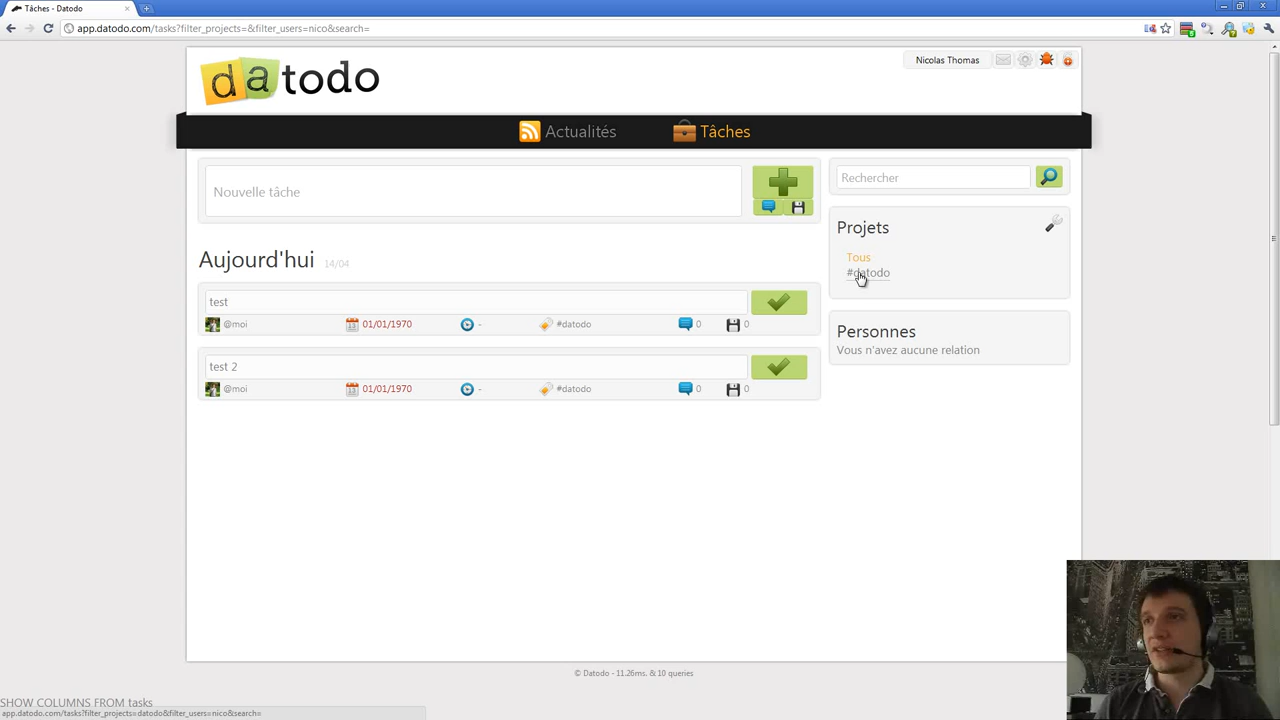 Tâches - Datodo
app.datodo.com/tasks?filter_projects=&filter_users=nico&search=
datodo
Nicolas Thomas
Actualités
Tâches
Nouvelle tâche
Rechercher
Projets
Tous
#datodo
Personnes
Vous n'avez aucune relation
Aujourd'hui 14/04
test
@moi 01/01/1970 - #datodo 0 0
test 2
@moi 01/01/1970 - #datodo 0 0
© Datodo - 11.26ms. & 10 queries
SHOW COLUMNS FROM tasks
app.datodo.com/tasks?filter_projects=datodo&filter_users=nico&search=